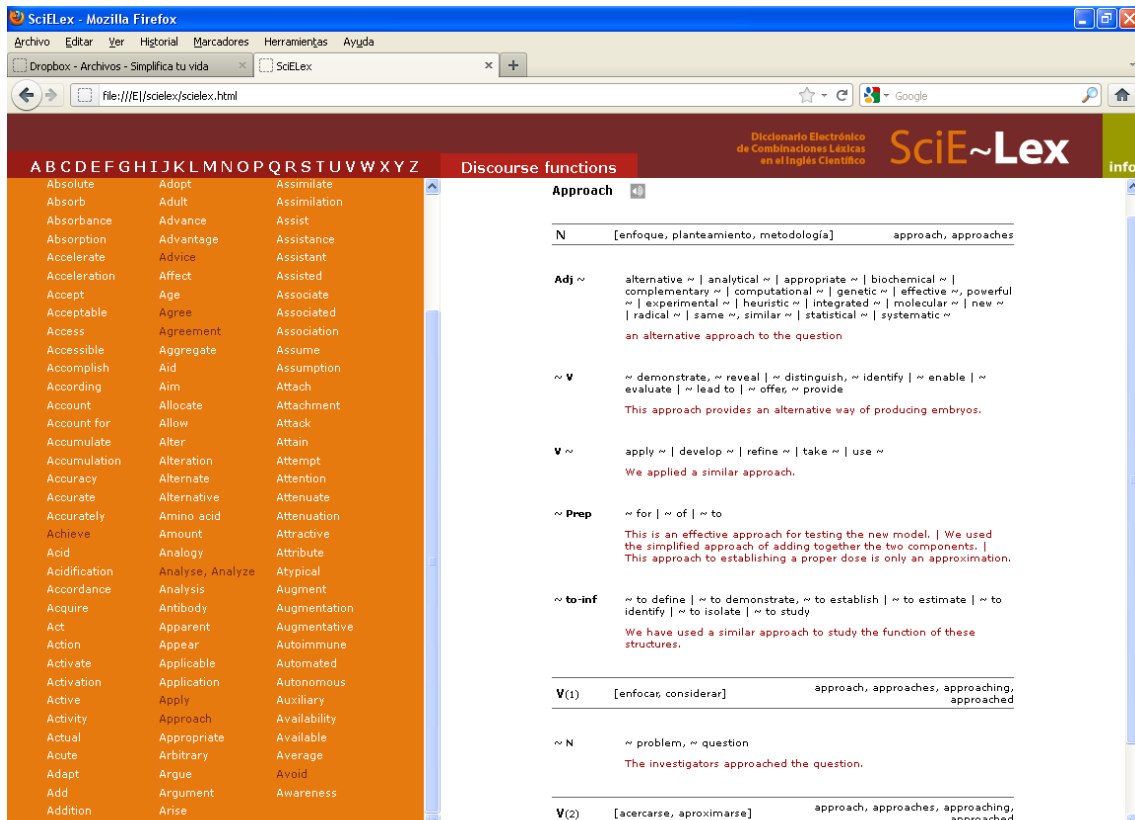 SciELex - Mozilla Firefox
Archivo Editar Ver Historial Marcadores Herramientas Ayuda
Dropbox - Archivos - Simplifica tu vida
SciELex
file:///E|/scielex/scielex.html
Google
Diccionario Electrónico
de Combinaciones Léxicas
en el Inglés Científico
SciE~Lex
info
A B C D E F G H I J K L M N O P Q R S T U V W X Y Z
Discourse functions
Absolute
Absorb
Absorbance
Absorption
Accelerate
Acceleration
Accept
Acceptable
Access
Accessible
Accomplish
According
Account
Account for
Accumulate
Accumulation
Accuracy
Accurate
Accurately
Achieve
Acid
Acidification
Accordance
Acquire
Act
Action
Activate
Activation
Active
Activity
Actual
Acute
Adapt
Add
Addition
Adopt
Adult
Advance
Advantage
Advice
Affect
Age
Agree
Agreement
Aggregate
Aid
Aim
Allocate
Allow
Alter
Alteration
Alternate
Alternative
Amino acid
Amount
Analogy
Analyse, Analyze
Analysis
Antibody
Apparent
Appear
Applicable
Application
Apply
Approach
Appropriate
Arbitrary
Argue
Argument
Arise
Assimilate
Assimilation
Assist
Assistance
Assistant
Assisted
Associate
Associated
Association
Assume
Assumption
Attach
Attachment
Attack
Attain
Attempt
Attention
Attenuate
Attenuation
Attractive
Attribute
Atypical
Augment
Augmentation
Augmentative
Autoimmune
Automated
Autonomous
Auxiliary
Availability
Available
Average
Avoid
Awareness
Approach
N [enfoque, planteamiento, metodología] approach, approaches
Adj ~ alternative ~ | analytical ~ | appropriate ~ | biochemical ~ |
complementary ~ | computational ~ | genetic ~ | effective ~, powerful
~ | experimental ~ | heuristic ~ | integrated ~ | molecular ~ | new ~
| radical ~ | same ~, similar ~ | statistical ~ | systematic ~
an alternative approach to the question
~ V ~ demonstrate, ~ reveal | ~ distinguish, ~ identify | ~ enable | ~
evaluate | ~ lead to | ~ offer, ~ provide
This approach provides an alternative way of producing embryos.
V ~ apply ~ | develop ~ | refine ~ | take ~ | use ~
We applied a similar approach.
~ Prep ~ for | ~ of | ~ to
This is an effective approach for testing the new model. | We used
the simplified approach of adding together the two components. |
This approach to establishing a proper dose is only an approximation.
~ to-inf ~ to define | ~ to demonstrate, ~ to establish | ~ to estimate | ~ to
identify | ~ to isolate | ~ to study
We have used a similar approach to study the function of these
structures.
V(1) [enfocar, considerar] approach, approaches, approaching,
approached
~ N ~ problem, ~ question
The investigators approached the question.
V(2) [acercarse, aproximarse] approach, approaches, approaching,
approached